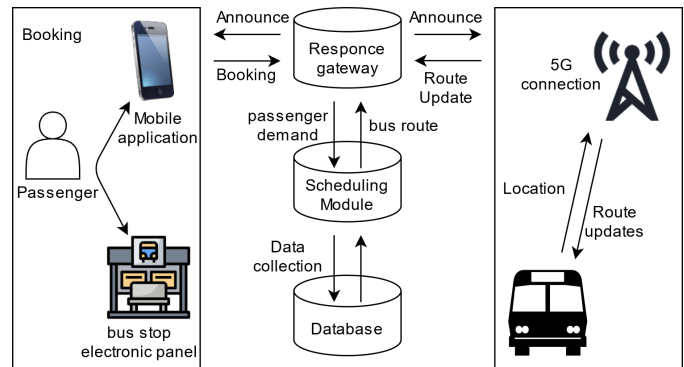 Booking
Mobile
application
Passenger
bus stop
electronic panel
Announce
Announce
Booking
Responce
gateway
Route
Update
passenger
demand
bus route
Scheduling
Module
Data
collection
Database
5G
connection
Location
Route
updates